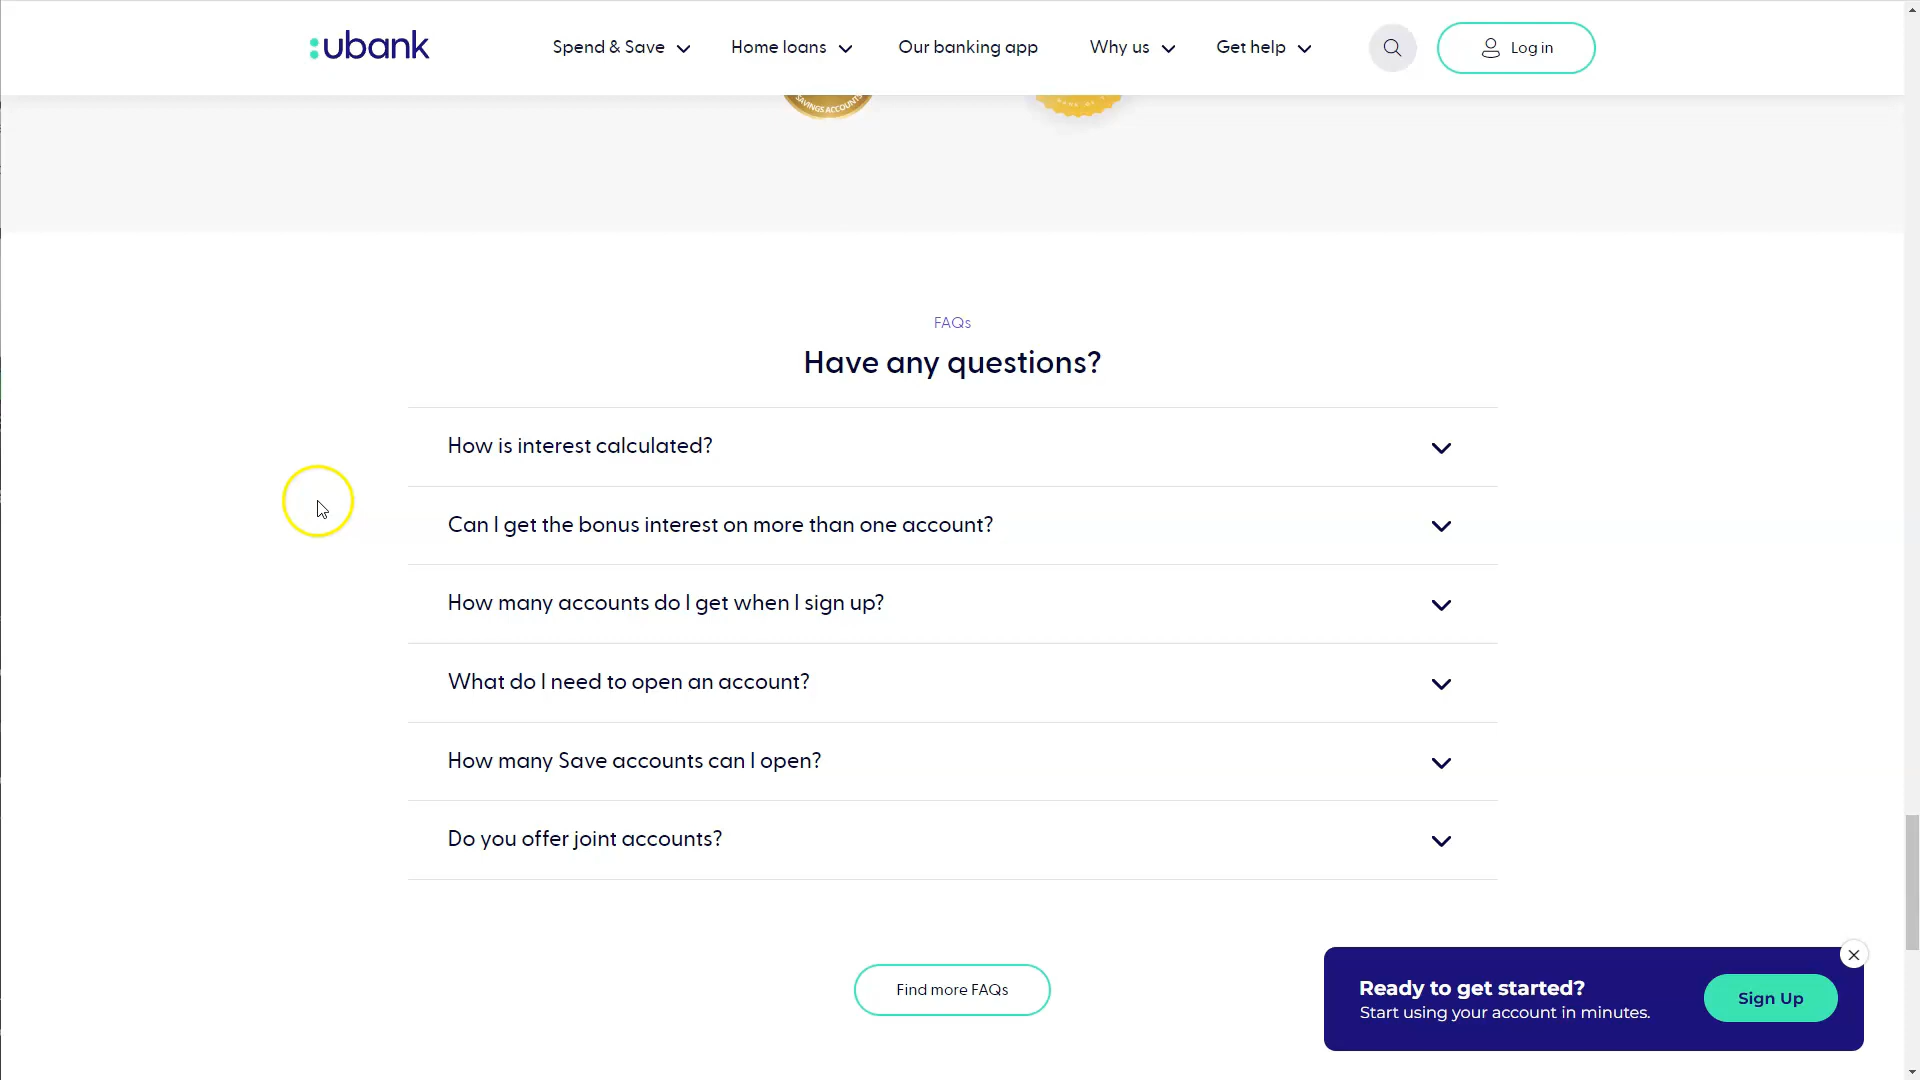 ubank
Spend & Save
Home loans
Our banking app
Why us
Get help
Log in
SAVINGS ACCOUNTS
FAQs
Have any questions?
How is interest calculated?
Can I get the bonus interest on more than one account?
How many accounts do I get when I sign up?
What do I need to open an account?
How many Save accounts can I open?
Do you offer joint accounts?
Find more FAQs
Ready to get started?
Start using your account in minutes.
Sign Up